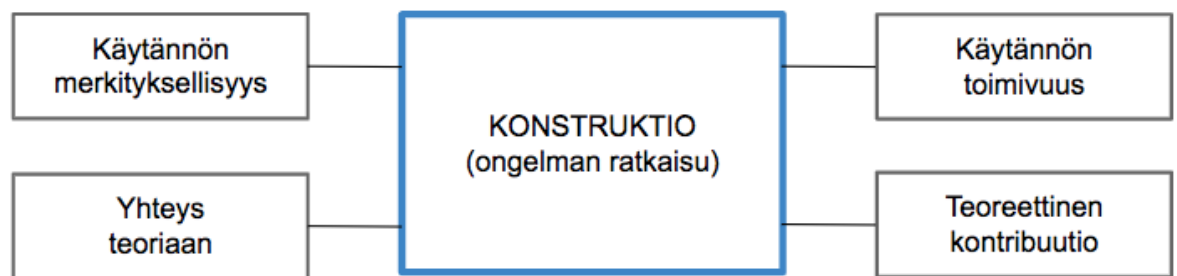 Käytännön
merkityksellisyys
Yhteys
teoriaan
KONSTRUKTIO
(ongelman ratkaisu)
Käytännön
toimivuus
Teoreettinen
kontribuutio